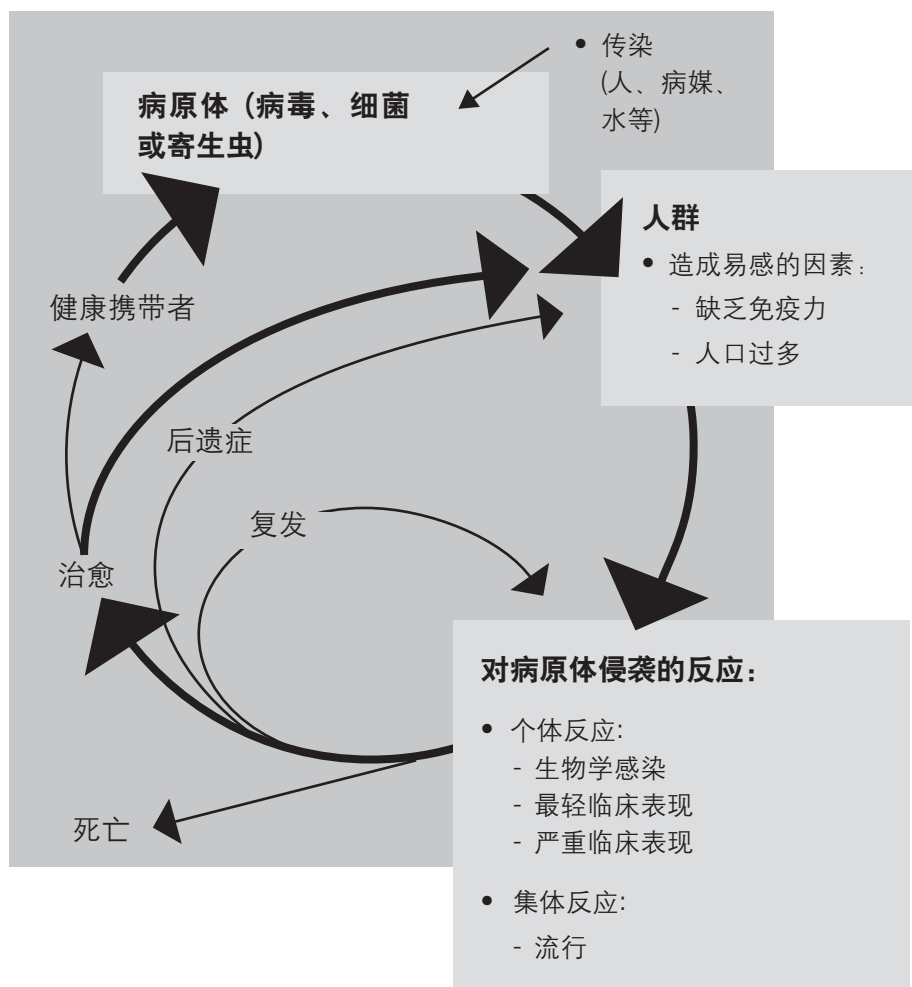 • 传染
(人、病媒、
水等)
病原体 (病毒、细菌
或寄生虫)
人群
• 造成易感的因素：
- 缺乏免疫力
- 人口过多
健康携带者
后遗症
复发
治愈
死亡
对病原体侵袭的反应：
• 个体反应:
- 生物学感染
- 最轻临床表现
- 严重临床表现
• 集体反应:
- 流行